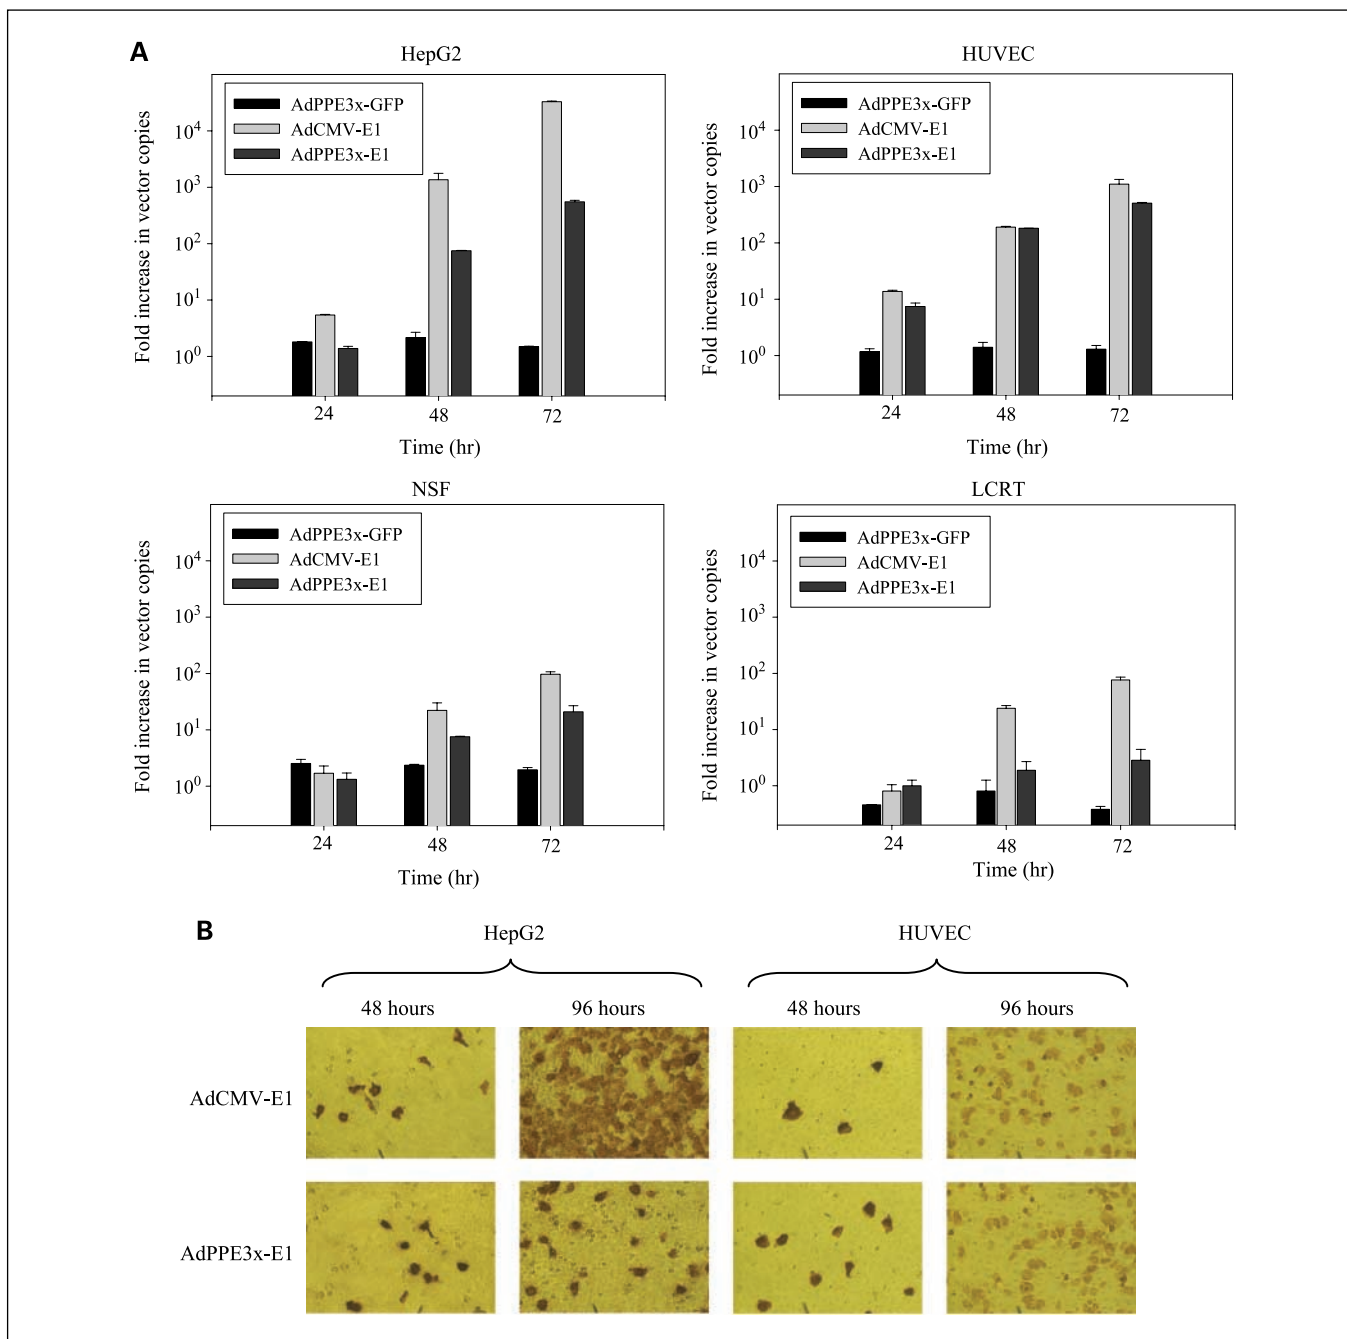 A
HepG2
AdPPE3x-GFP
AdCMV-E1
AdPPE3x-E1
Fold increase in vector copies
10^4
10^3
10^2
10^1
10^0
24
48
72
Time (hr)
HUVEC
AdPPE3x-GFP
AdCMV-E1
AdPPE3x-E1
Fold increase in vector copies
10^4
10^3
10^2
10^1
10^0
24
48
72
Time (hr)
NSF
AdPPE3x-GFP
AdCMV-E1
AdPPE3x-E1
Fold increase in vector copies
10^4
10^3
10^2
10^1
10^0
24
48
72
Time (hr)
LCRT
AdPPE3x-GFP
AdCMV-E1
AdPPE3x-E1
Fold increase in vector copies
10^4
10^3
10^2
10^1
10^0
24
48
72
Time (hr)
B
HepG2
HUVEC
48 hours
96 hours
48 hours
96 hours
AdCMV-E1
AdPPE3x-E1